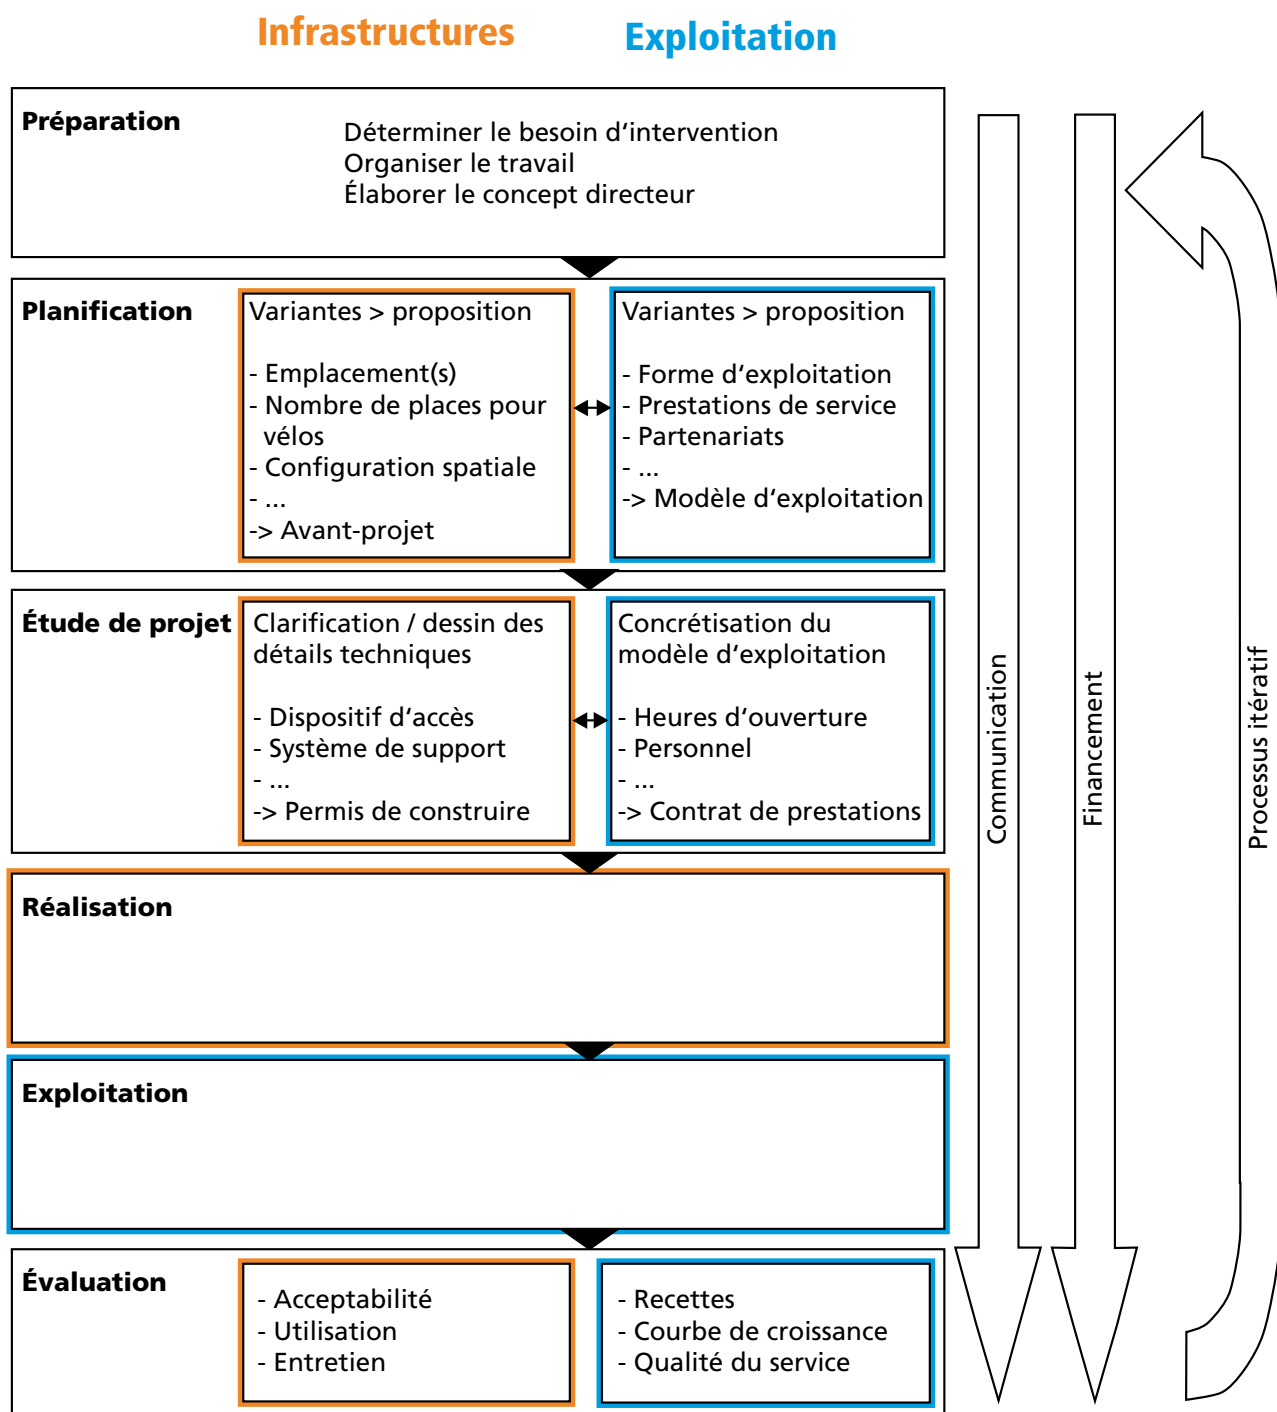 Infrastructures
Exploitation
Préparation
Déterminer le besoin d‘intervention
Organiser le travail
Élaborer le concept directeur
Planification
Variantes > proposition
- Emplacement(s)
- Nombre de places pour
vélos
- Configuration spatiale
- ...
-> Avant-projet
Variantes > proposition
- Forme d‘exploitation
- Prestations de service
- Partenariats
- ...
-> Modèle d‘exploitation
Étude de projet
Clarification / dessin des
détails techniques
- Dispositif d‘accès
- Système de support
- ...
-> Permis de construire
Concrétisation du
modèle d‘exploitation
- Heures d‘ouverture
- Personnel
- ...
-> Contrat de prestations
Réalisation
Exploitation
Évaluation
- Acceptabilité
- Utilisation
- Entretien
- Recettes
- Courbe de croissance
- Qualité du service
Communication
Financement
Processus itératif